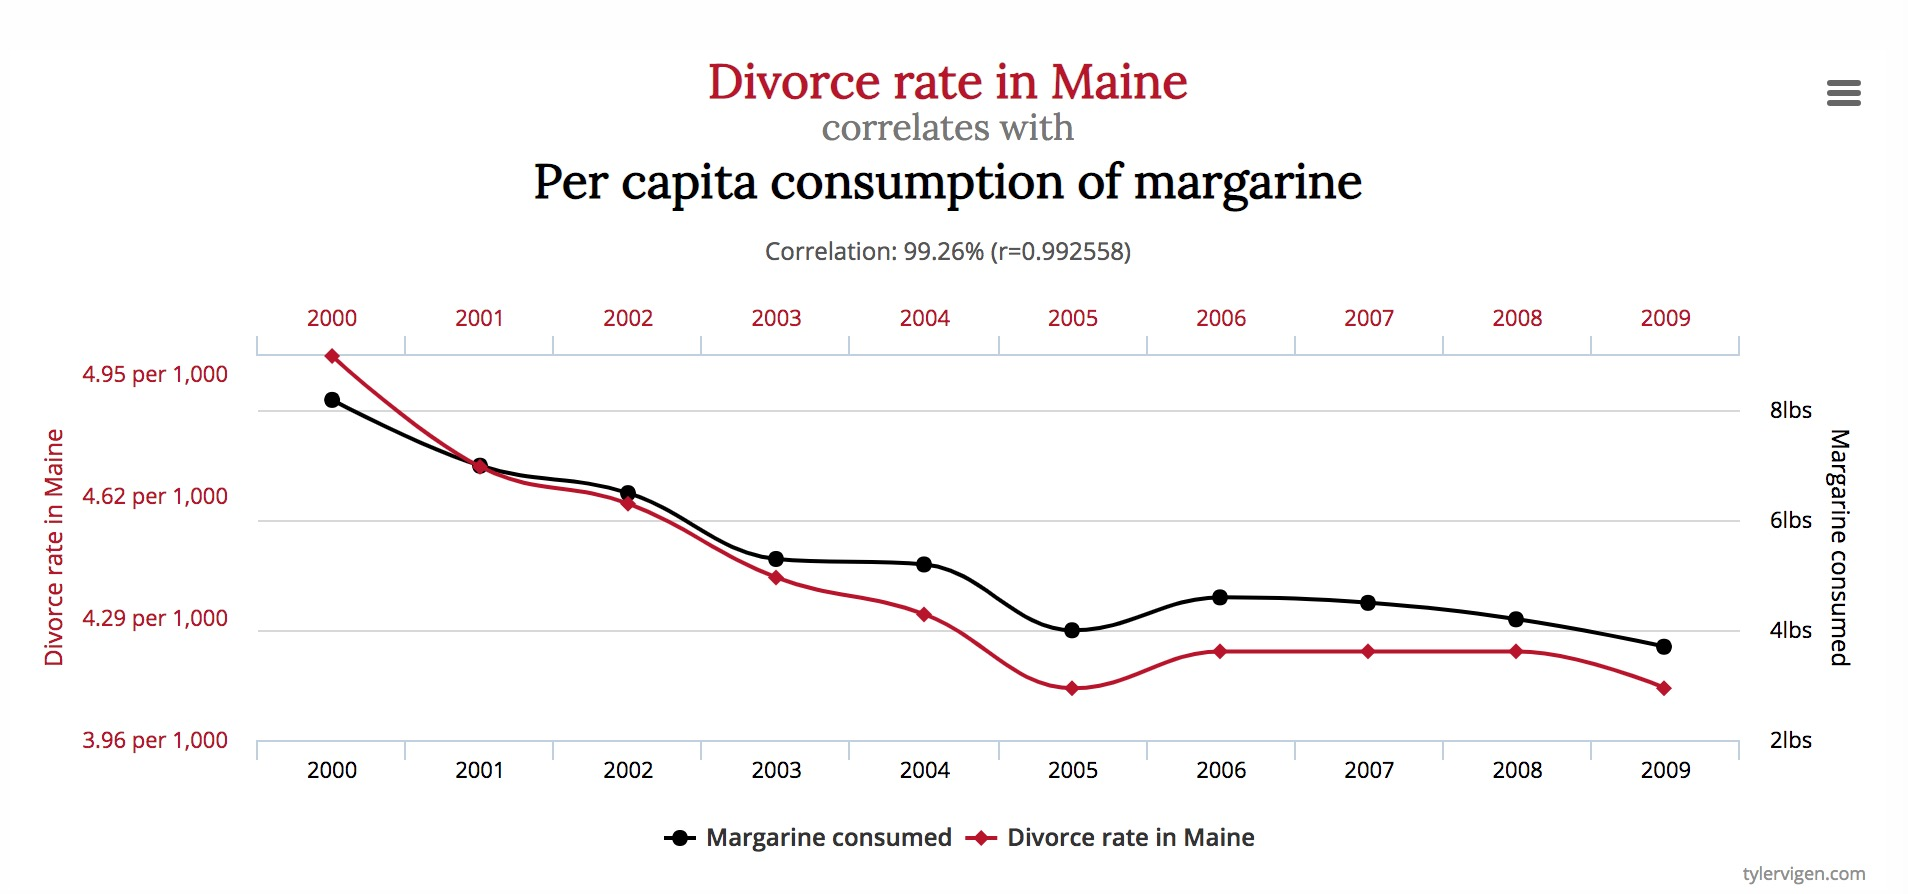 Divorce rate in Maine
correlates with
Per capita consumption of margarine
Correlation: 99.26% (r=0.992558)
2000 2001 2002 2003 2004 2005 2006 2007 2008 2009
Divorce rate in Maine
4.95 per 1,000
4.62 per 1,000
4.29 per 1,000
3.96 per 1,000
8lbs
6lbs
4lbs
2lbs
Margarine consumed
2000 2001 2002 2003 2004 2005 2006 2007 2008 2009
Margarine consumed Divorce rate in Maine
tylervigen.com